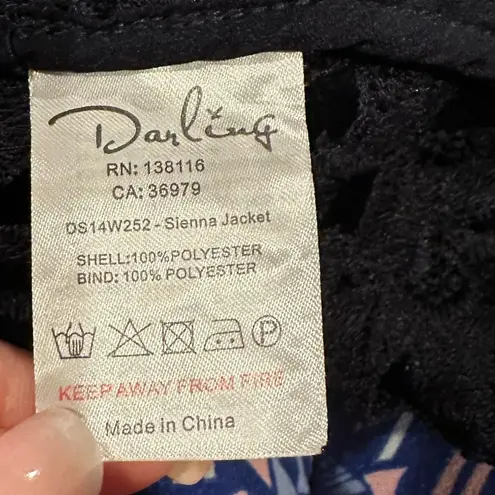 Darling
RN: 138116
CA: 36979
DS14W252 - Sienna Jacket
SHELL:100%POLYESTER
BIND: 100% POLYESTER
P
KEEP AWAY FROM FIRE
Made in China